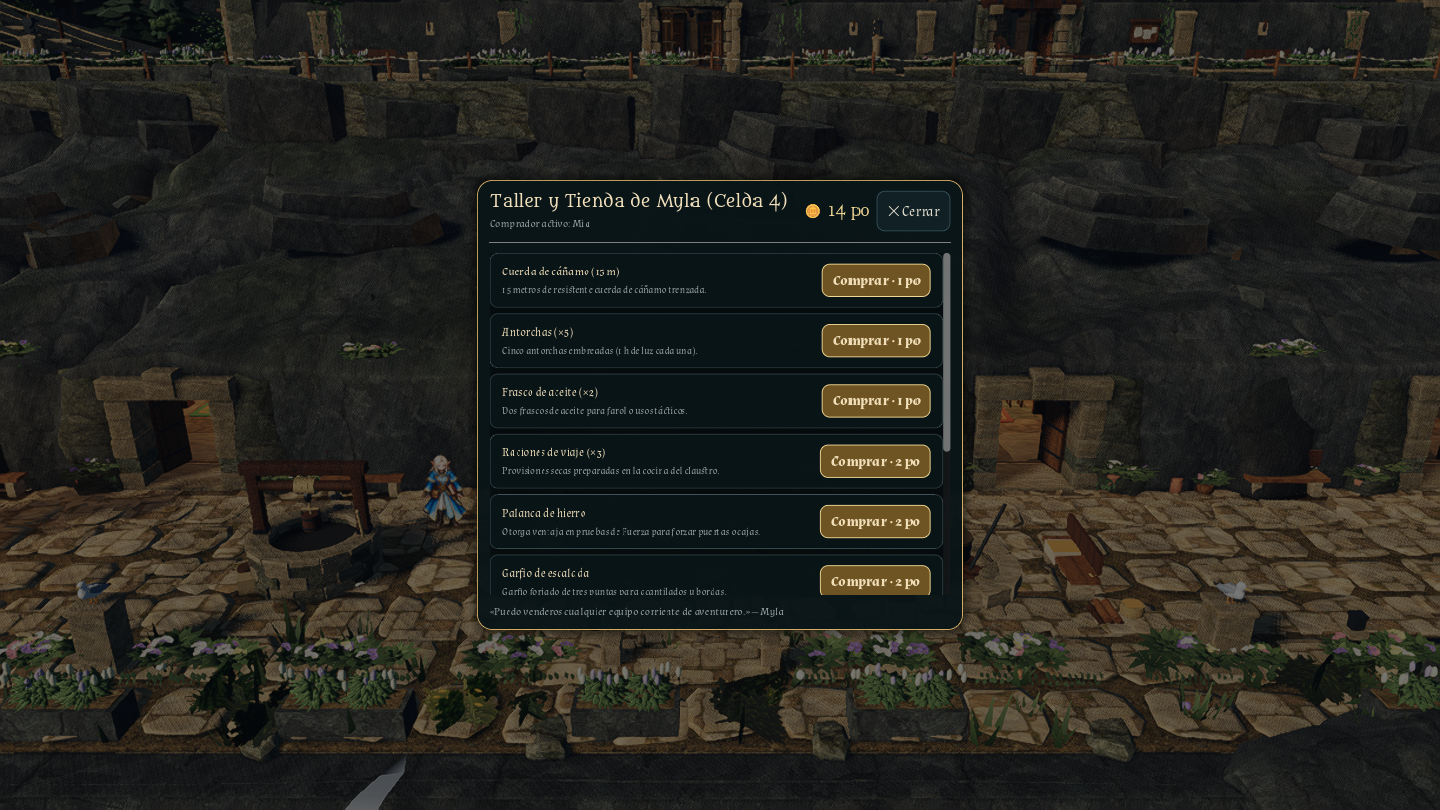 Taller y Tienda de Myla (Celda 4)
Comprador activo: Mia
14 po
Cerrar
Cuerda de cáñamo (15 m)
15 metros de resistente cuerda de cáñamo trenzada.
Comprar · 1 po
Antorchas (×5)
Cinco antorchas embreadas (1 h de luz cada una).
Comprar · 1 po
Frasco de aceite (×2)
Dos frascos de aceite para farol o usos tácticos.
Comprar · 1 po
Raciones de viaje (×3)
Provisiones secas preparadas en la cocina del claustro.
Comprar · 2 po
Palanca de hierro
Otorga ventaja en pruebas de Fuerza para forzar puertas o cajas.
Comprar · 2 po
Garfio de escalada
Garfio forjado de tres puntas para acantilados u bordas.
Comprar · 2 po
«Puedo venderos cualquier equipo corriente de aventurero.» — Myla